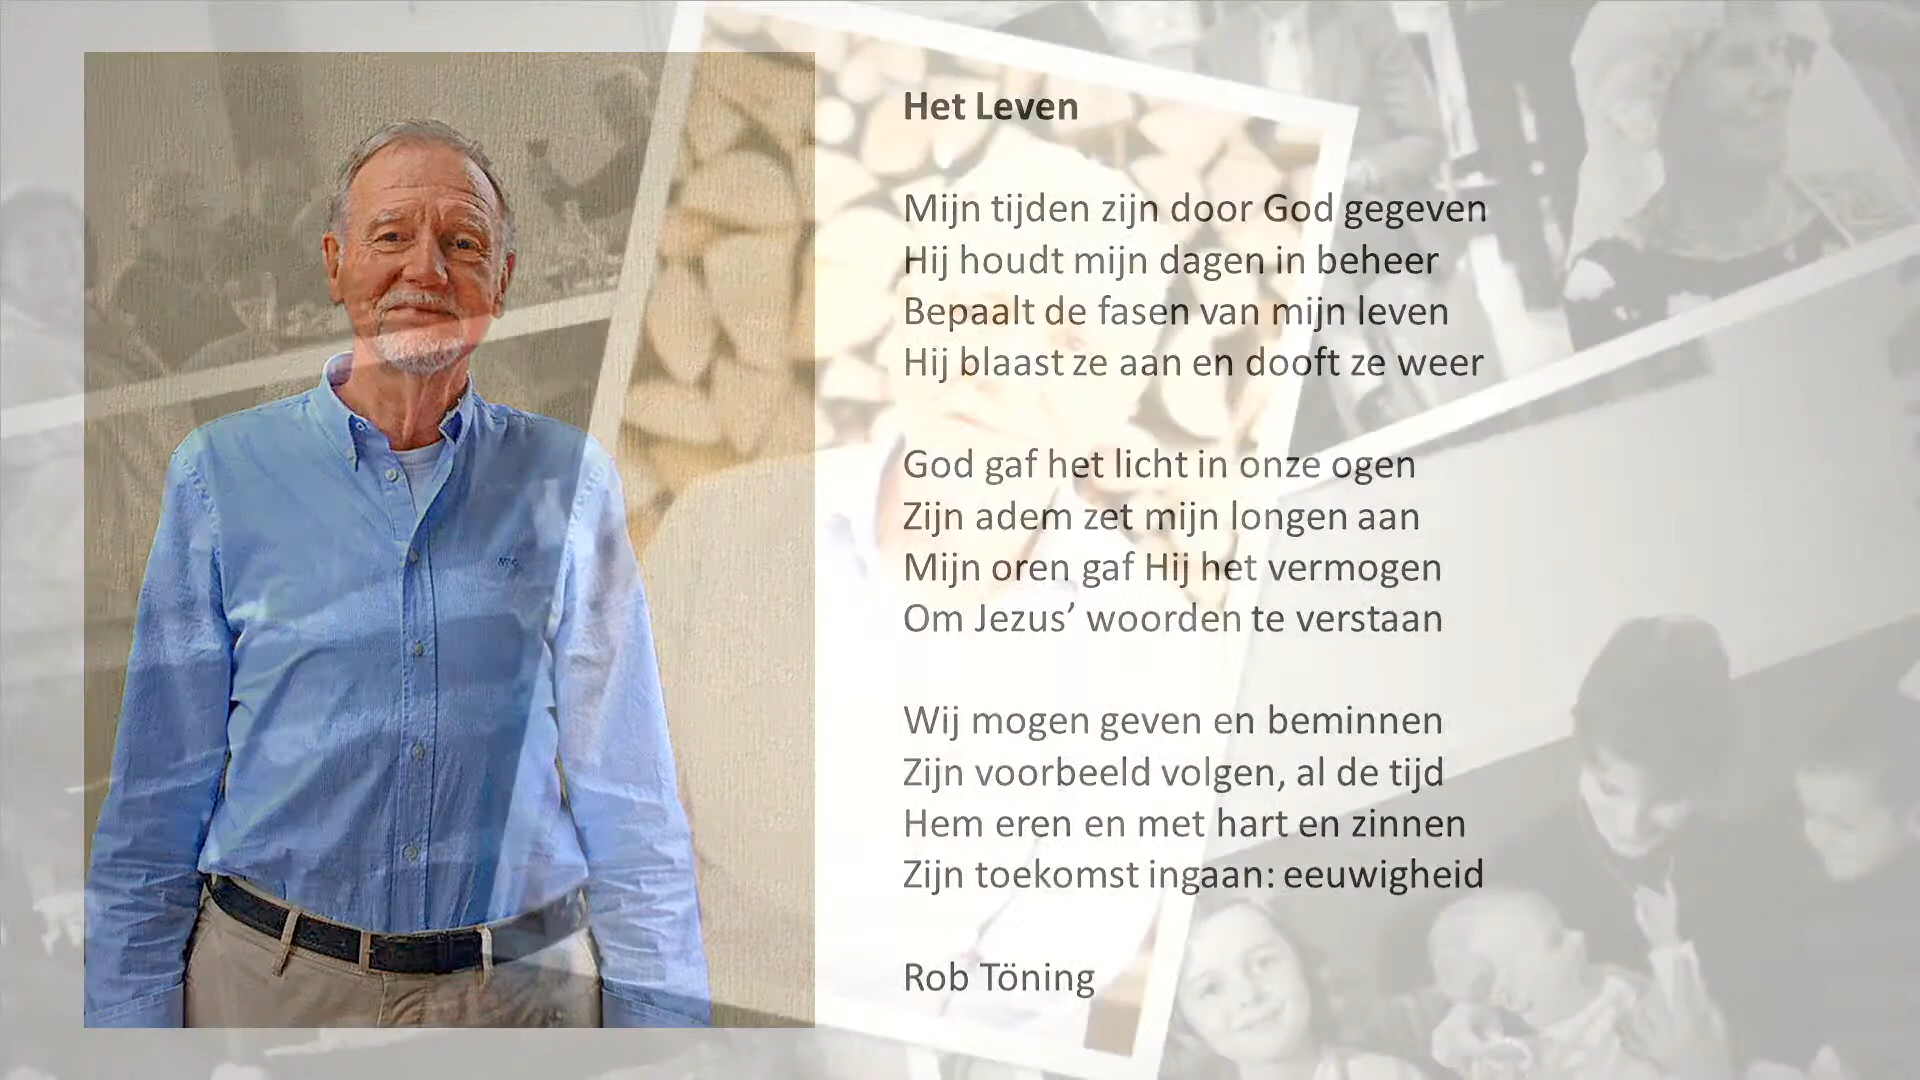 Het Leven
Mijn tijden zijn door God gegeven
Hij houdt mijn dagen in beheer
Bepaalt de fasen van mijn leven
Hij blaast ze aan en dooft ze weer
God gaf het licht in onze ogen
Zijn adem zet mijn longen aan
Mijn oren gaf Hij het vermogen
Om Jezus’ woorden te verstaan
Wij mogen geven en beminnen
Zijn voorbeeld volgen, al de tijd
Hem eren en met hart en zinnen
Zijn toekomst ingaan: eeuwigheid
Rob Töning